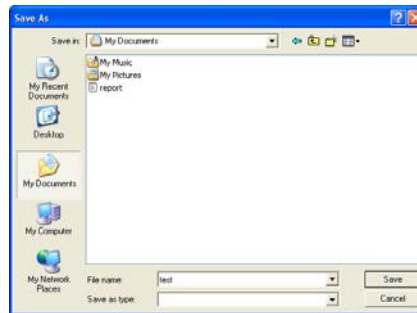 Save As
Save in:
My Documents
My Recent
Documents
Desktop
My Documents
My Computer
My Network
Places
My Music
My Pictures
report
File name:
test
Save
Save as type:
Cancel